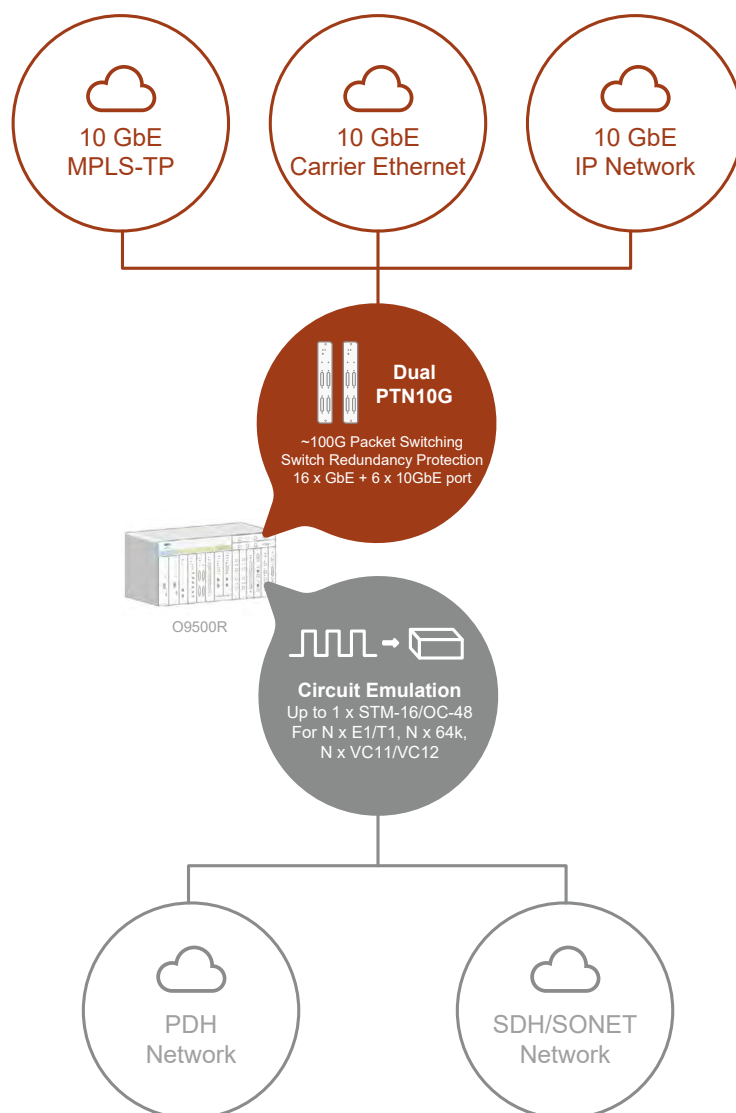 10 GbE
MPLS-TP
10 GbE
Carrier Ethernet
10 GbE
IP Network
Dual
PTN10G
~100G Packet Switching
Switch Redundancy Protection
16 x GbE + 6 x 10GbE port
O9500R
Circuit Emulation
Up to 1 x STM-16/OC-48
For N x E1/T1, N x 64k,
N x VC11/VC12
PDH
Network
SDH/SONET
Network